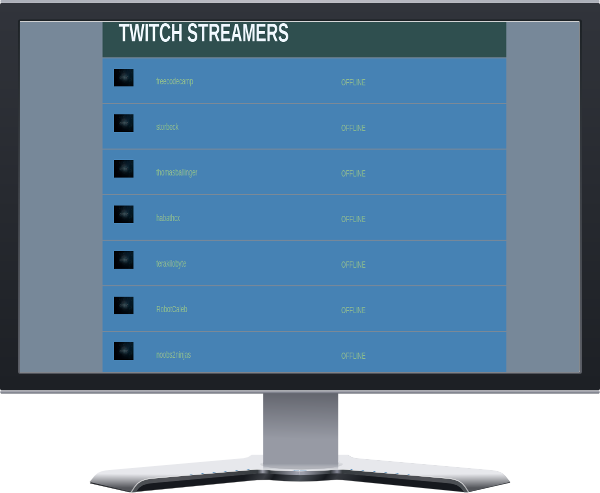 TWITCH STREAMERS
freecodecamp OFFLINE
storbeck OFFLINE
thomasballinger OFFLINE
habathcx OFFLINE
terakilobyte OFFLINE
RobotCaleb OFFLINE
noobs2ninjas OFFLINE